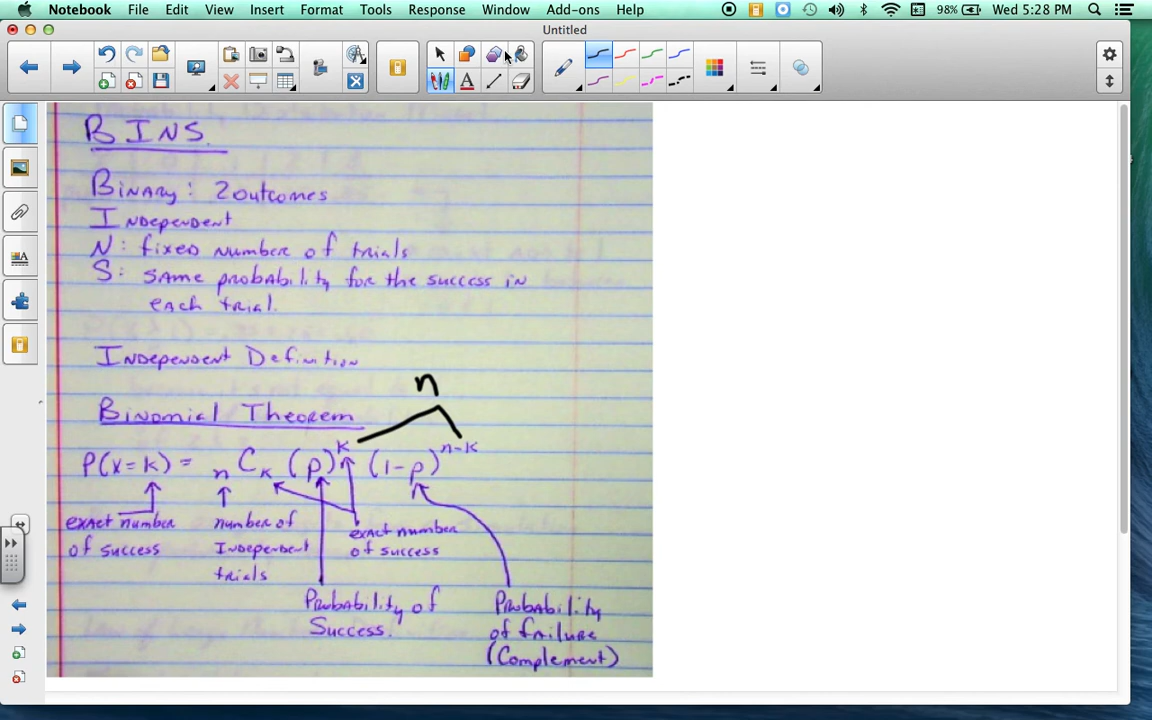 Notebook File Edit View Insert Format Tools Response Window Add-ons Help 98% Wed 5:28 PM
Untitled
BINS.
Binary: 2 outcomes
Independent
N: fixed number of trials
S: same probability for the success in
each trial.
Independent Definition
n
Binomial Theorem
P(x=k) = nCk (p)^k (1-p)^n-k
exact number
of success
number of
Independent
trials
exact number
of success
Probability of
Success.
Probability
of failure
(Complement)